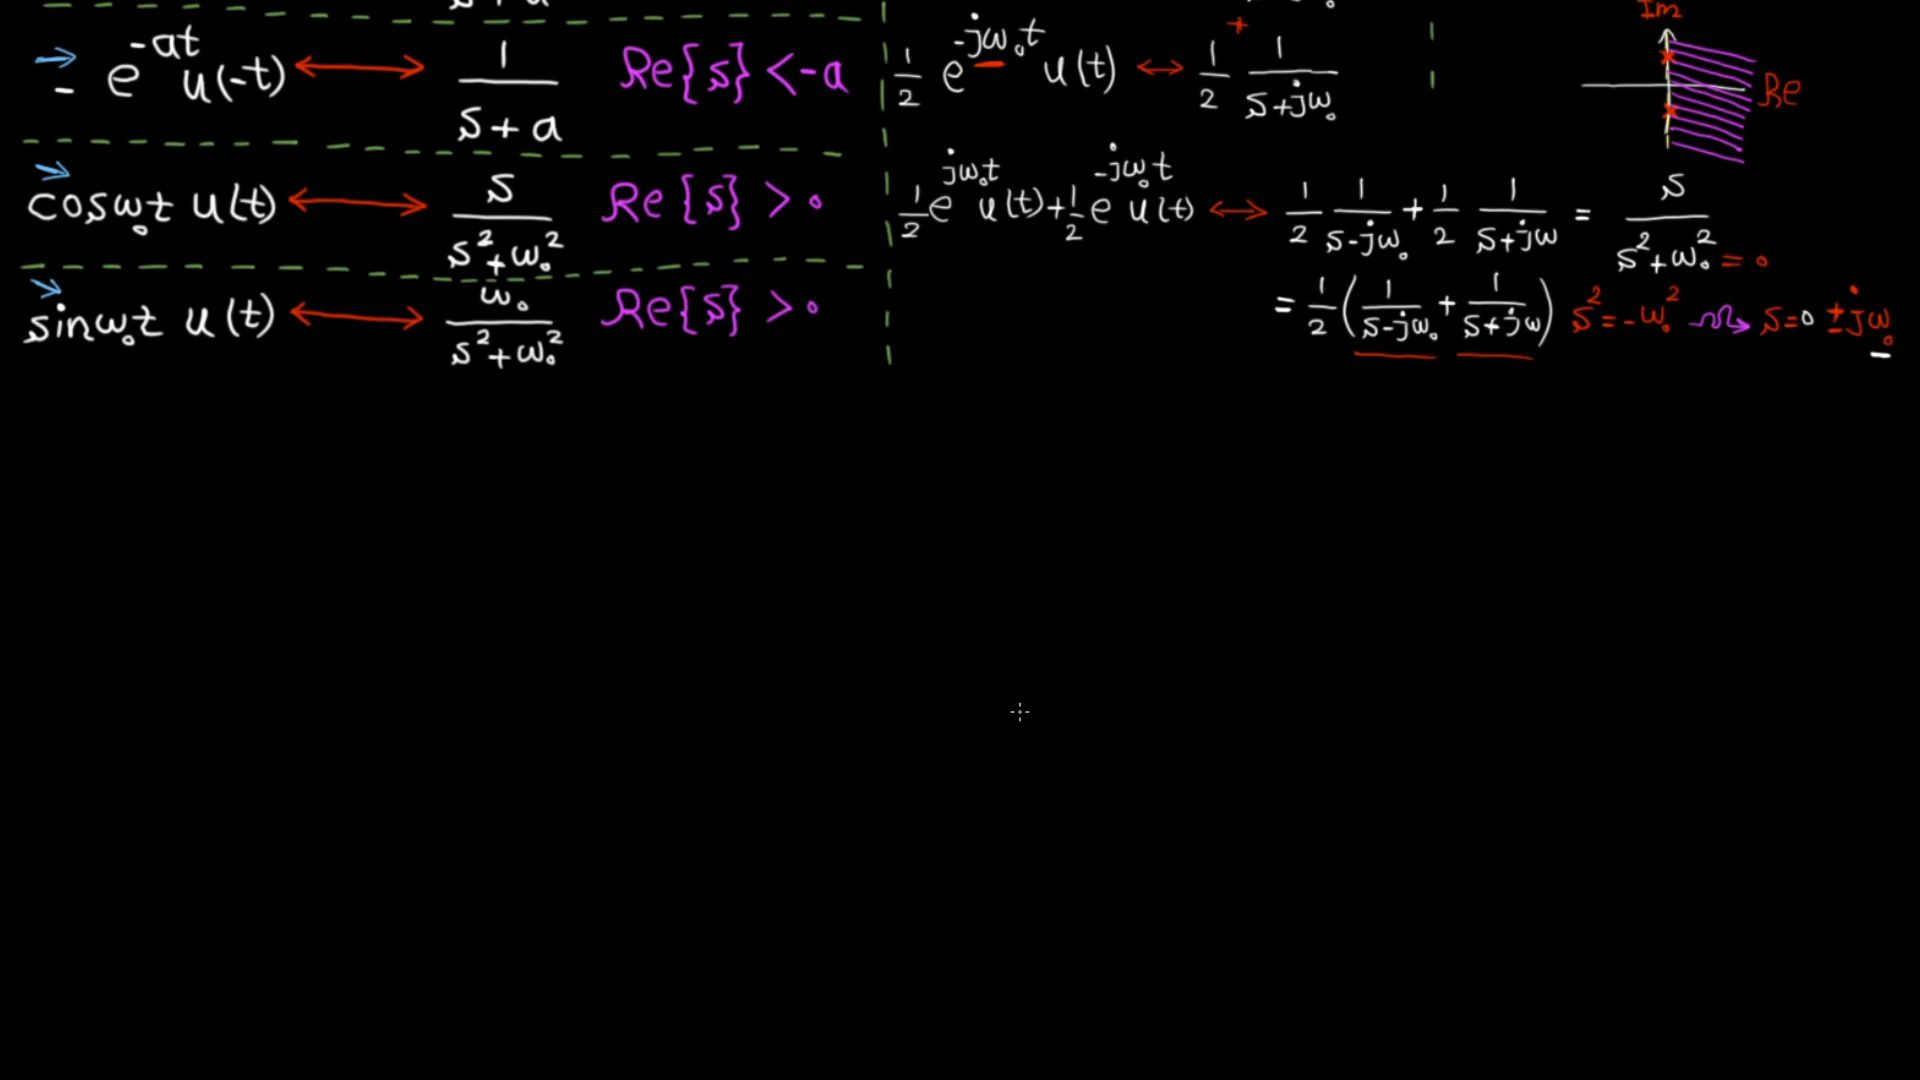 -e^{-at} u(-t) ⟷ 1/(s+a) Re{s} < -a
cosω₀t u(t) ⟷ s/(s²+ω₀²) Re{s} > 0
sinω₀t u(t) ⟷ ω₀/(s²+ω₀²) Re{s} > 0
1/2 e^{-jω₀t} u(t) ⟷ 1/2 1/(s+jω₀)
+
1/2 e^{jω₀t} u(t) + 1/2 e^{-jω₀t} u(t) ⟷ 1/2 1/(s-jω₀) + 1/2 1/(s+jω) = s/(s²+ω₀²) = 0
= 1/2 (1/(s-jω₀) + 1/(s+jω)) s² = -ω₀² s = 0 ± jω₀
Im
Re